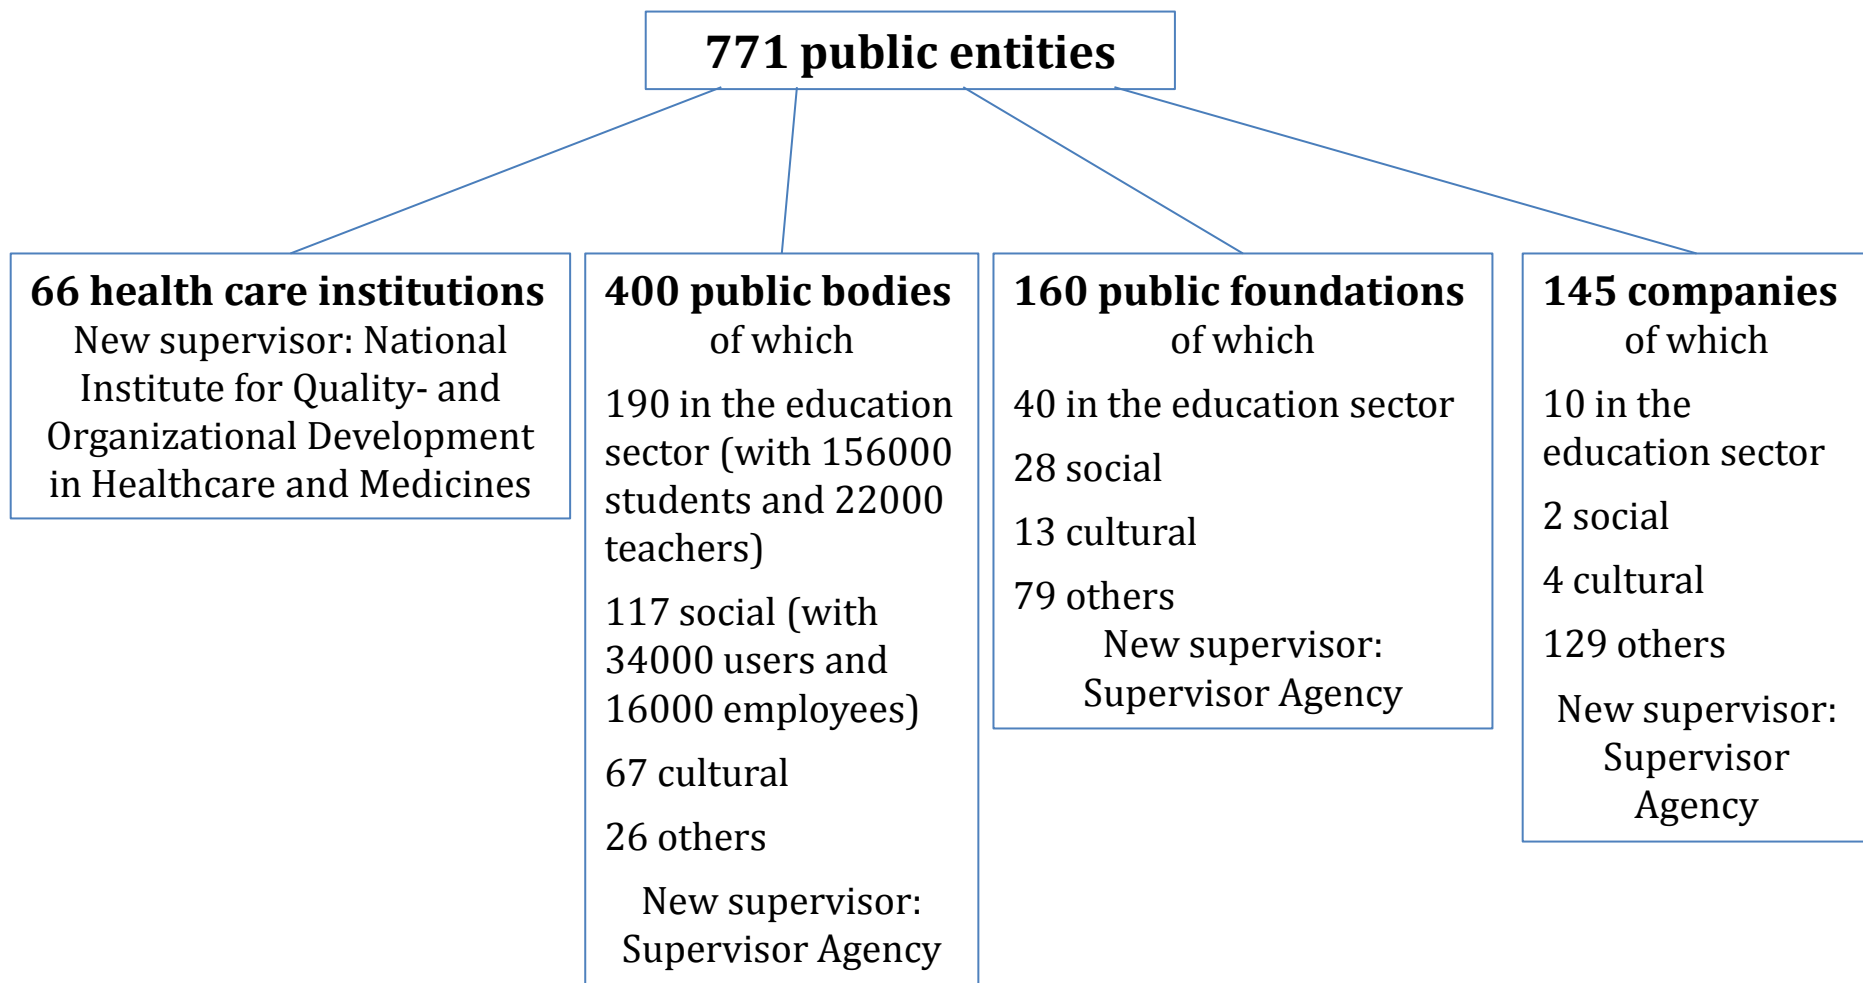 771 public entities
66 health care institutions
New supervisor: National
Institute for Quality- and
Organizational Development
in Healthcare and Medicines
400 public bodies
of which
190 in the education
sector (with 156000
students and 22000
teachers)
117 social (with
34000 users and
16000 employees)
67 cultural
26 others
New supervisor:
Supervisor Agency
160 public foundations
of which
40 in the education sector
28 social
13 cultural
79 others
New supervisor:
Supervisor Agency
145 companies
of which
10 in the
education sector
2 social
4 cultural
129 others
New supervisor:
Supervisor
Agency